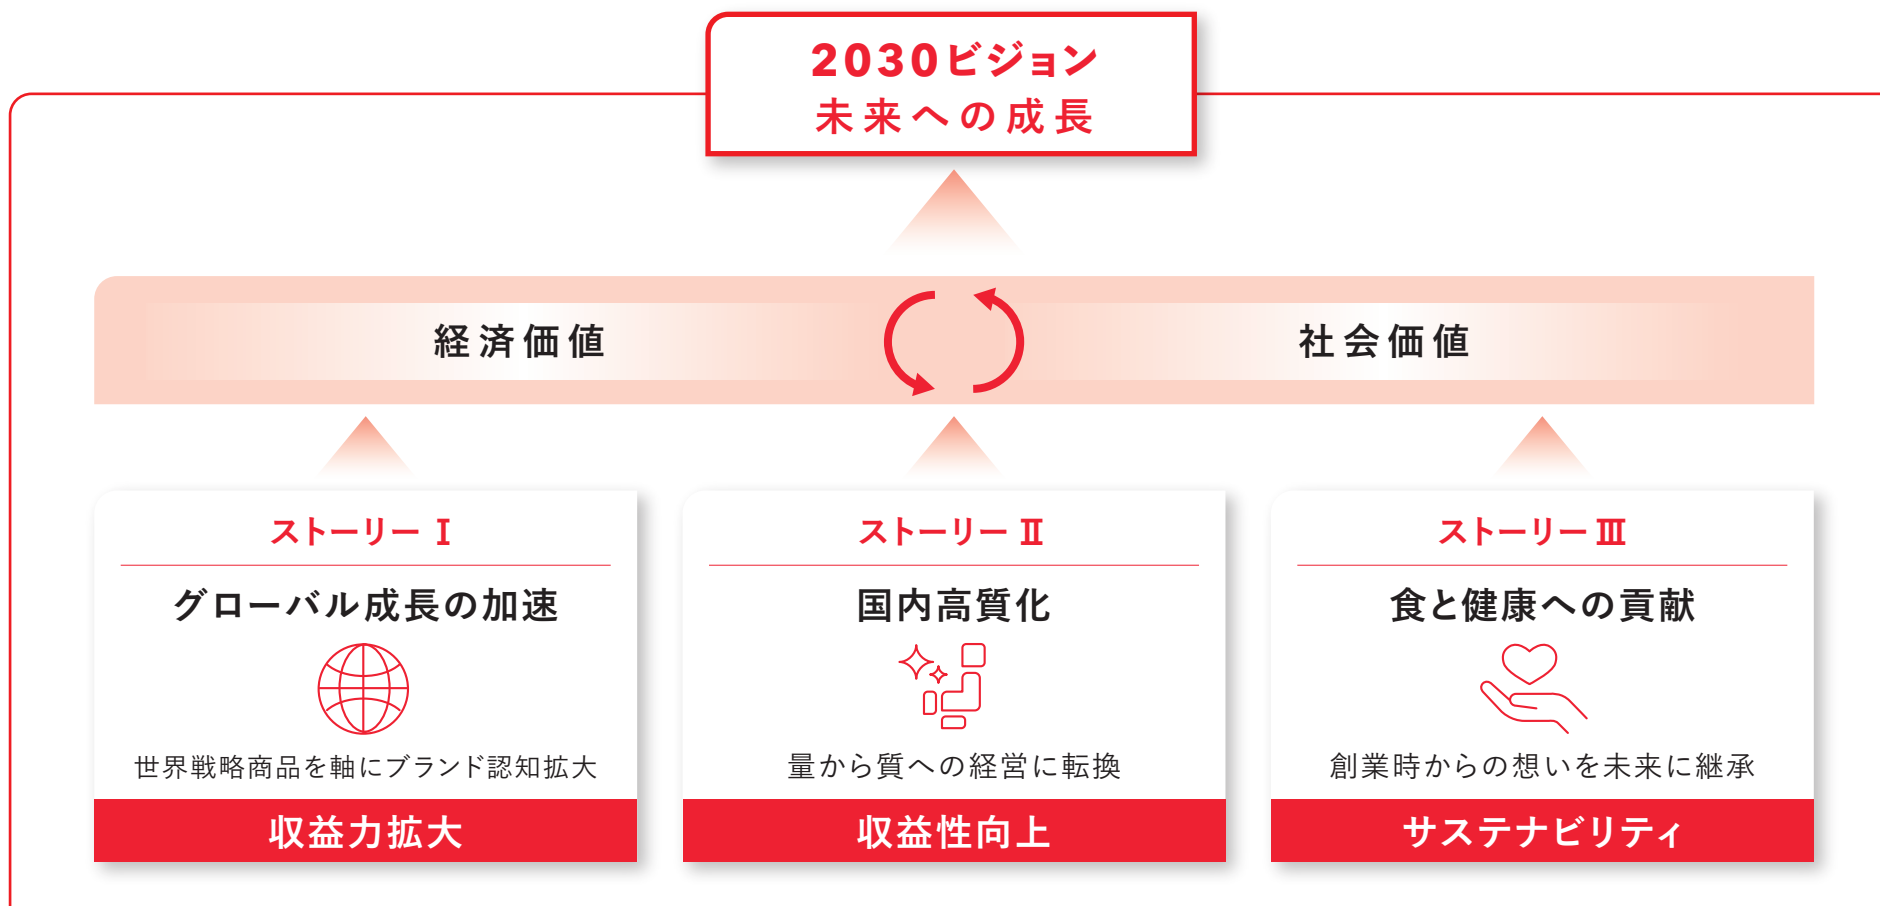 2030ビジョン
未来への成長
経済価値
社会価値
ストーリー Ⅰ
グローバル成長の加速
世界戦略商品を軸にブランド認知拡大
収益力拡大
ストーリー Ⅱ
国内高質化
量から質への経営に転換
収益性向上
ストーリー Ⅲ
食と健康への貢献
創業時からの想いを未来に継承
サステナビリティ